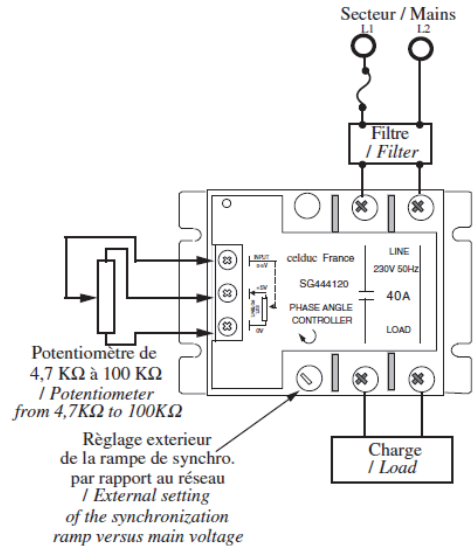 Secteur / Mains
L1
L2
Filtre
/ Filter
INPUT
+5V
0V
celduc France
SG444120
PHASE ANGLE
CONTROLLER
LINE
230V 50Hz
40A
LOAD
Potentiomètre de
4,7 KΩ à 100 KΩ
/ Potentiometer
from 4,7KΩ to 100KΩ
Règlage exterieur
de la rampe de synchro.
par rapport au réseau
/ External setting
of the synchronization
ramp versus main voltage
Charge
/ Load